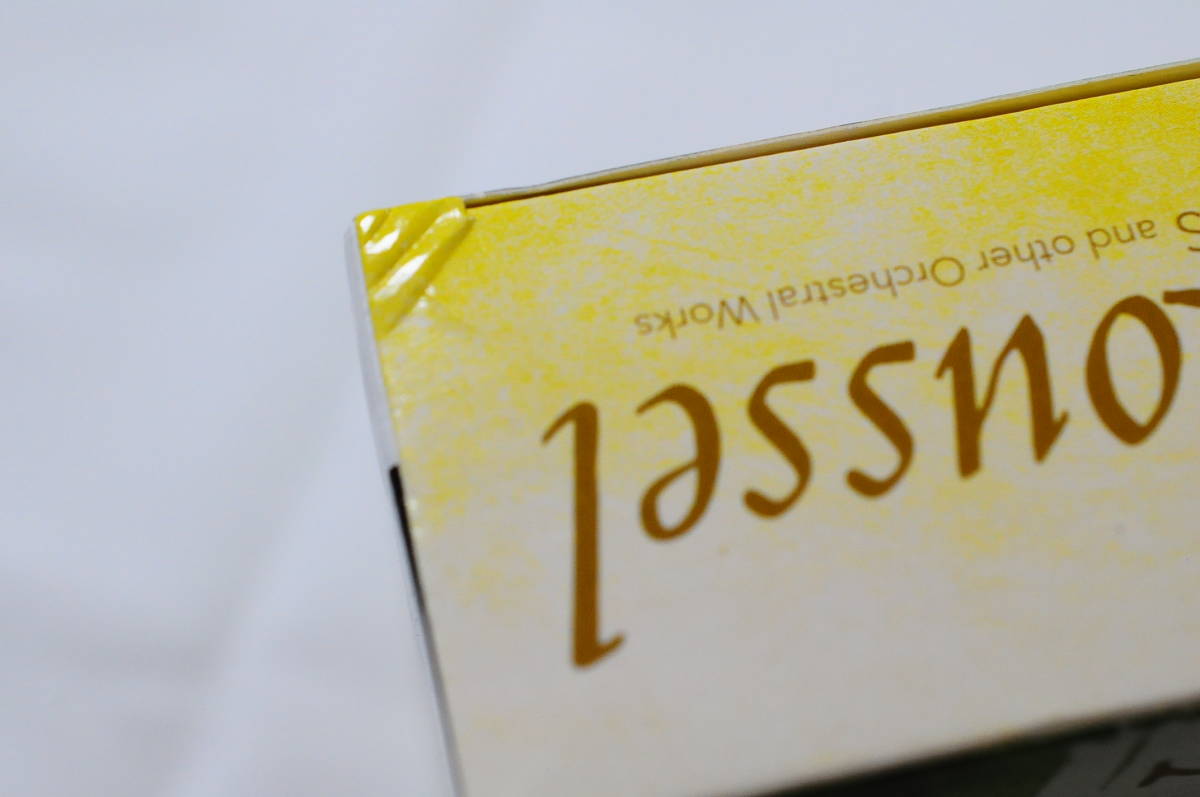 oussel
S and other Orchestral Works